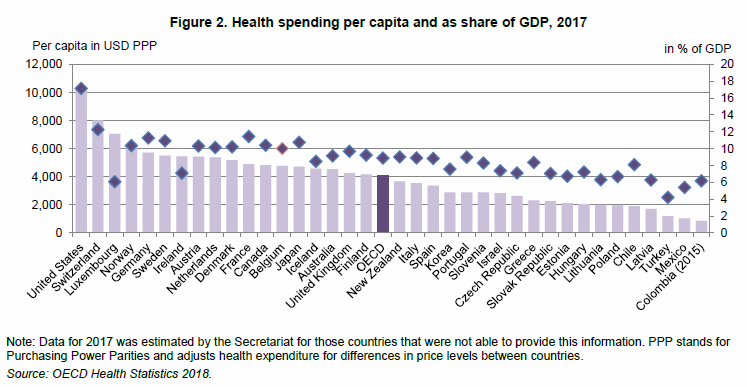 Figure 2. Health spending per capita and as share of GDP, 2017
Per capita in USD PPP
in % of GDP
12,000
10,000
8,000
6,000
4,000
2,000
0
20
18
16
14
12
10
8
6
4
2
0
United States
Switzerland
Luxembourg
Norway
Germany
Sweden
Ireland
Austria
Netherlands
Denmark
France
Canada
Belgium
Japan
Iceland
Australia
United Kingdom
Finland
OECD
New Zealand
Italy
Spain
Korea
Portugal
Slovenia
Israel
Czech Republic
Greece
Slovak Republic
Estonia
Hungary
Lithuania
Poland
Chile
Latvia
Turkey
Mexico
Colombia (2015)
Note: Data for 2017 was estimated by the Secretariat for those countries that were not able to provide this information. PPP stands for
Purchasing Power Parities and adjusts health expenditure for differences in price levels between countries.
Source: OECD Health Statistics 2018.